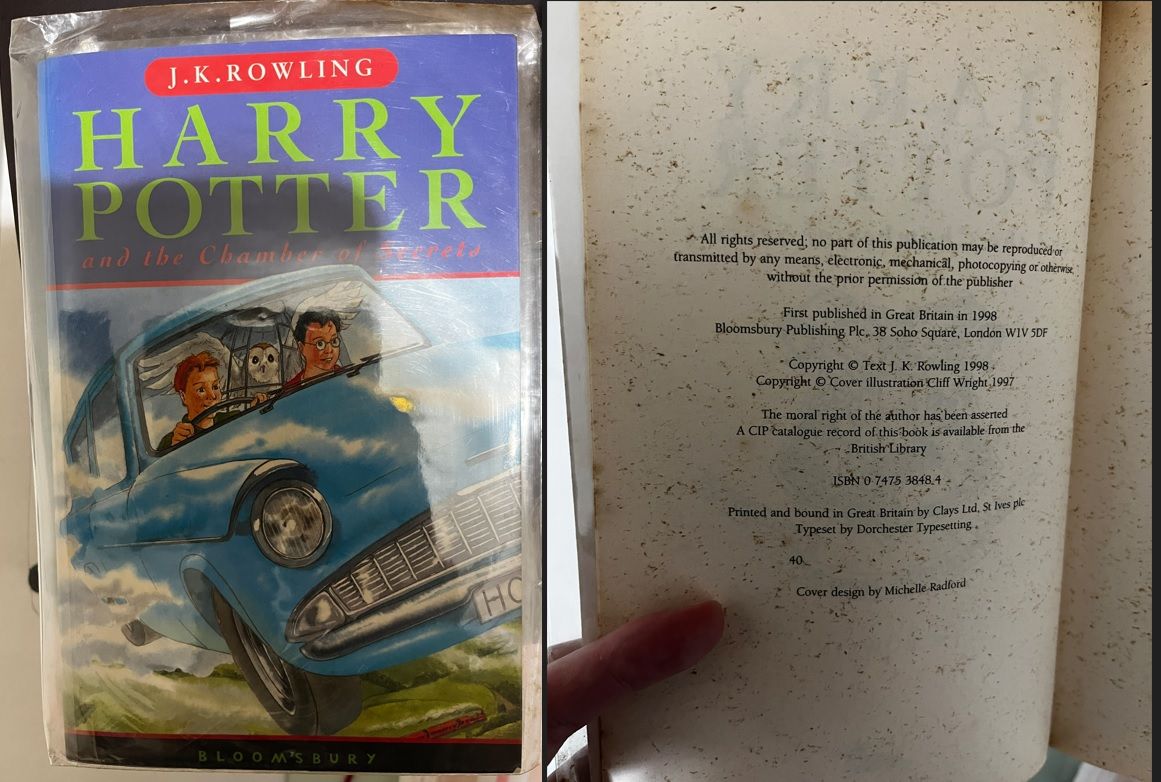 J.K.ROWLING
HARRY
POTTER
and the Chamber of Secrets
HO
BLOOMSBURY
All rights reserved; no part of this publication may be reproduced or
transmitted by any means, electronic, mechanical, photocopying or otherwise,
without the prior permission of the publisher
First published in Great Britain in 1998
Bloomsbury Publishing Plc, 38 Soho Square, London W1V 5DF
Copyright © Text J. K. Rowling 1998
Copyright © Cover illustration Cliff Wright 1997
The moral right of the author has been asserted
A CIP catalogue record of this book is available from the
British Library
ISBN 0 7475 3848 4
Printed and bound in Great Britain by Clays Ltd, St Ives plc
Typeset by Dorchester Typesetting
40
Cover design by Michelle Radford